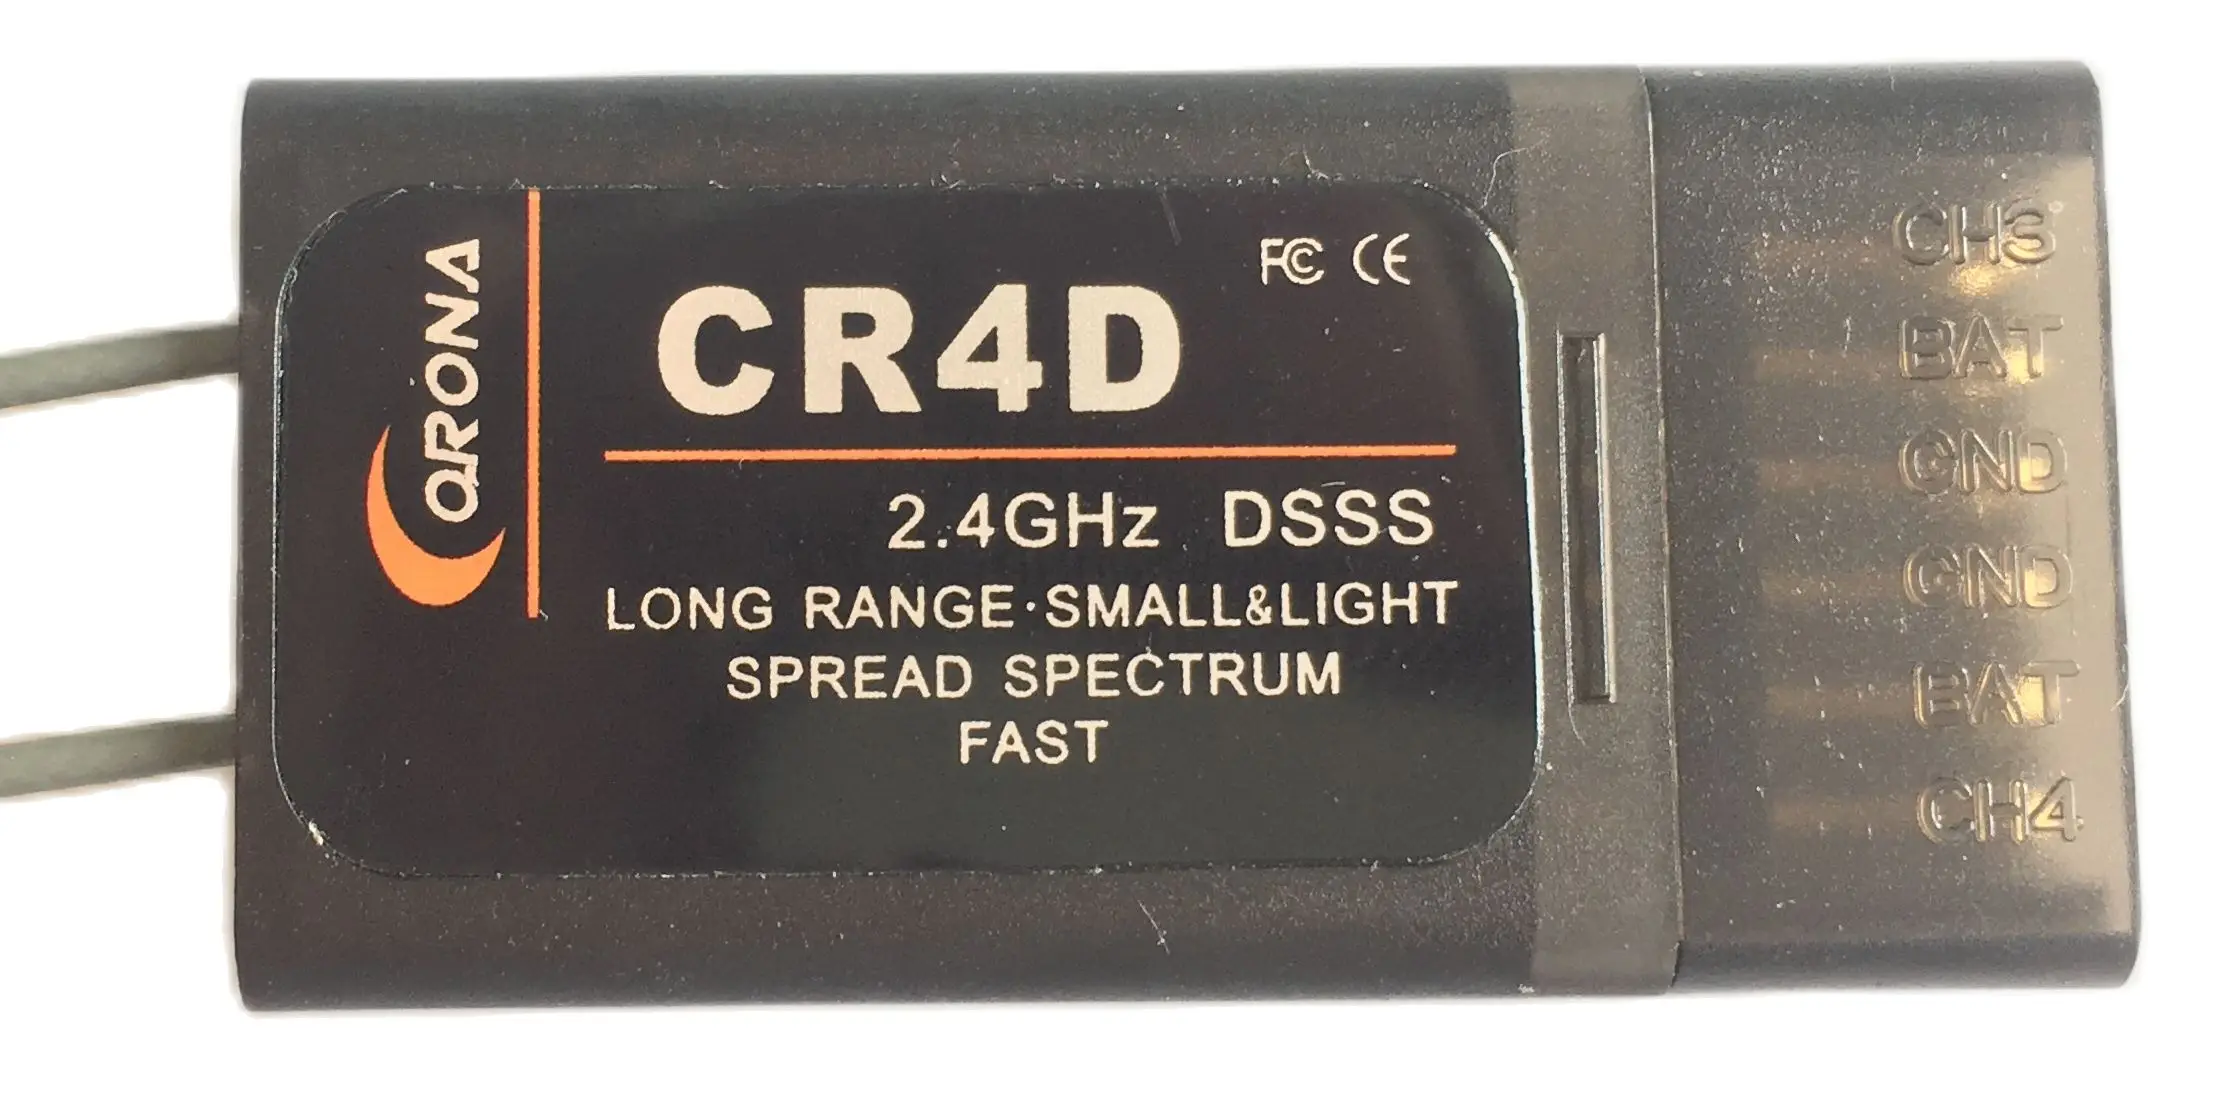 QRONA
FC CE
CR4D
2.4GHz DSSS
LONG RANGE·SMALL&LIGHT
SPREAD SPECTRUM
FAST
CH3
BAT
GND
GND
BAT
CH4